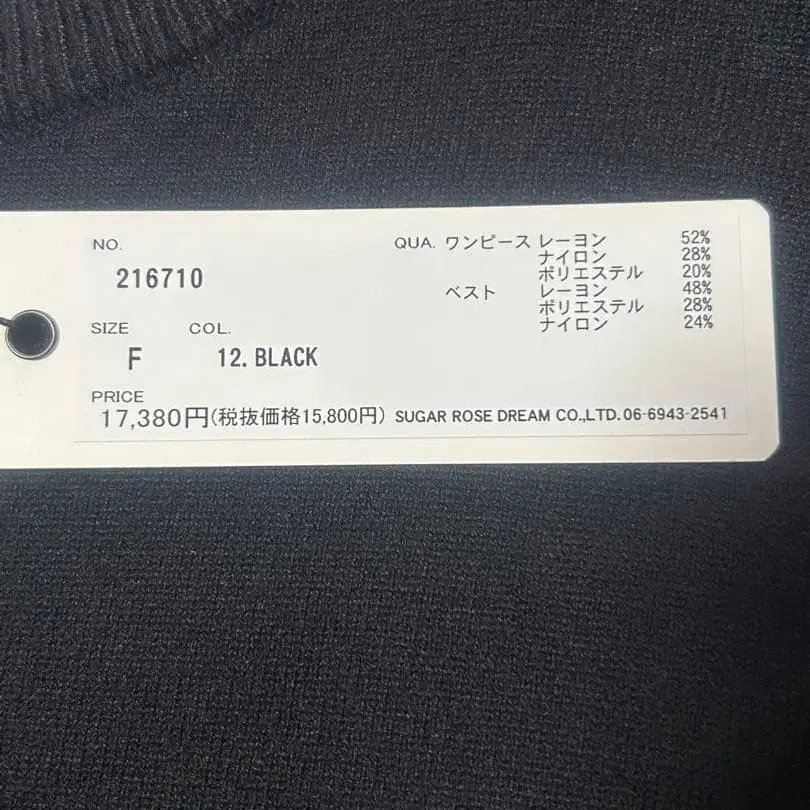 NO.
216710
SIZE COL.
F 12.BLACK
PRICE
17,380円(税抜価格15,800円) SUGAR ROSE DREAM CO.,LTD. 06-6943-2541
QUA. ワンピース レーヨン 52%
ナイロン 28%
ポリエステル 20%
ベスト レーヨン 48%
ポリエステル 28%
ナイロン 24%